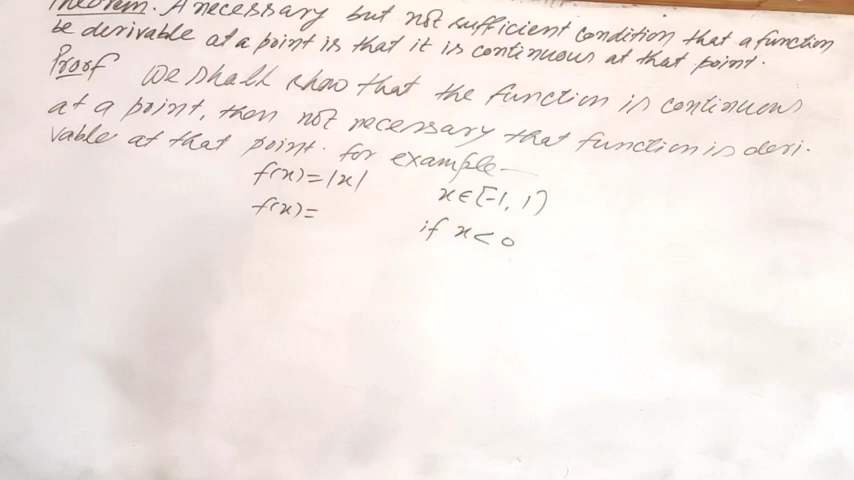 Theorem. A necessary but not sufficient condition that a function
be derivable at a point is that it is continuous at that point.
Proof We shall show that the function is continuous
at a point, then not necessary that function is deri-
vable at that point. for example—
f(x)=|x| x∈[-1, 1]
f(x)=
if x<0